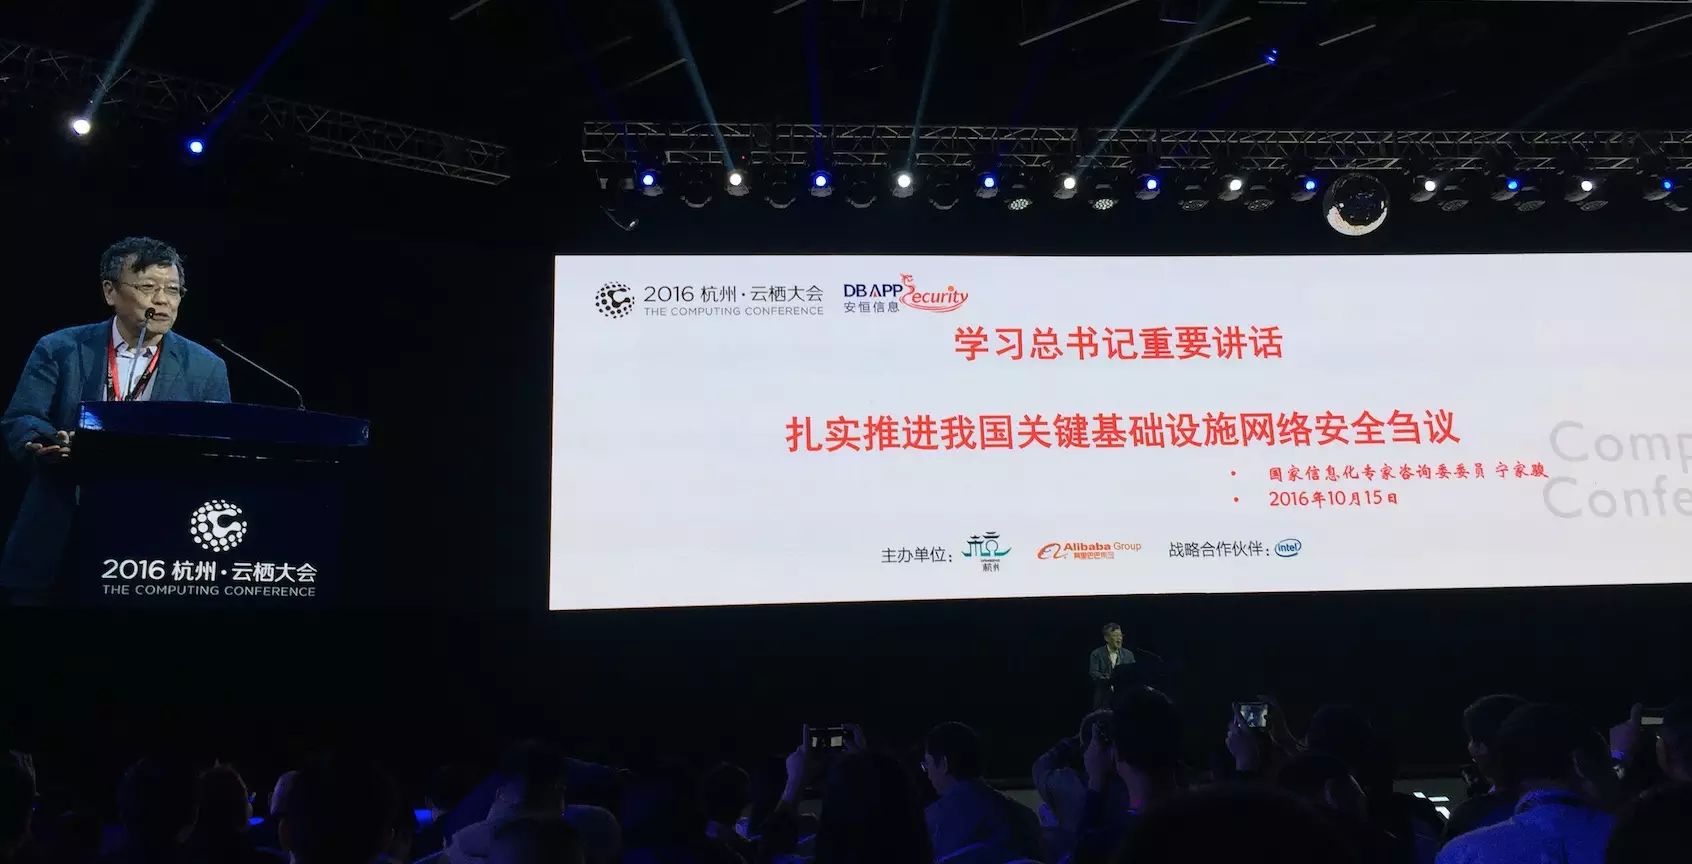 2016 杭州·云栖大会
THE COMPUTING CONFERENCE
DBAPPSecurity
安恒信息
学习总书记重要讲话
扎实推进我国关键基础设施网络安全刍议
• 国家信息化专家咨询委委员 宁家骏
• 2016年10月15日
Comp
Confe
主办单位：
杭州
Alibaba Group
阿里巴巴集团
战略合作伙伴：
intel
2016 杭州·云栖大会
THE COMPUTING CONFERENCE